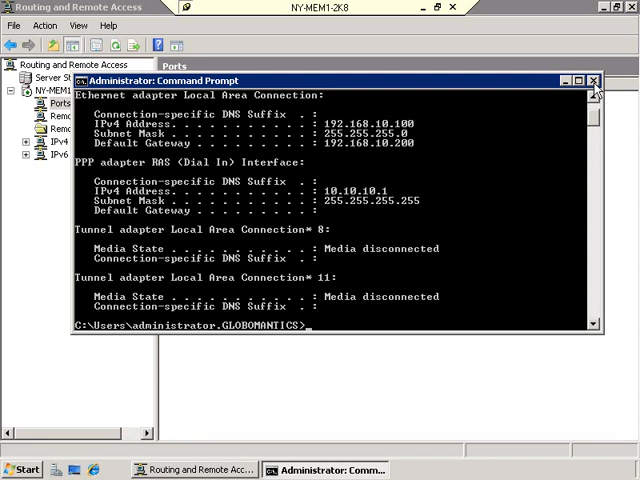 Routing and Remote Access
NY-MEM1-2K8
File Action View Help
Routing and Remote Access
Ports
Server St
NY-MEM1
Ports
Remo
Remo
IPv4
IPv6
Administrator: Command Prompt
Ethernet adapter Local Area Connection:
Connection-specific DNS Suffix . :
IPv4 Address. . . . . . . . . . . : 192.168.10.100
Subnet Mask . . . . . . . . . . . : 255.255.255.0
Default Gateway . . . . . . . . . : 192.168.10.200
PPP adapter RAS (Dial In) Interface:
Connection-specific DNS Suffix . :
IPv4 Address. . . . . . . . . . . : 10.10.10.1
Subnet Mask . . . . . . . . . . . : 255.255.255.255
Default Gateway . . . . . . . . . :
Tunnel adapter Local Area Connection* 8:
Media State . . . . . . . . . . . : Media disconnected
Connection-specific DNS Suffix . :
Tunnel adapter Local Area Connection* 11:
Media State . . . . . . . . . . . : Media disconnected
Connection-specific DNS Suffix . :
C:\Users\administrator.GLOBOMANTICS>_
Start
Routing and Remote Acc...
Administrator: Comm...